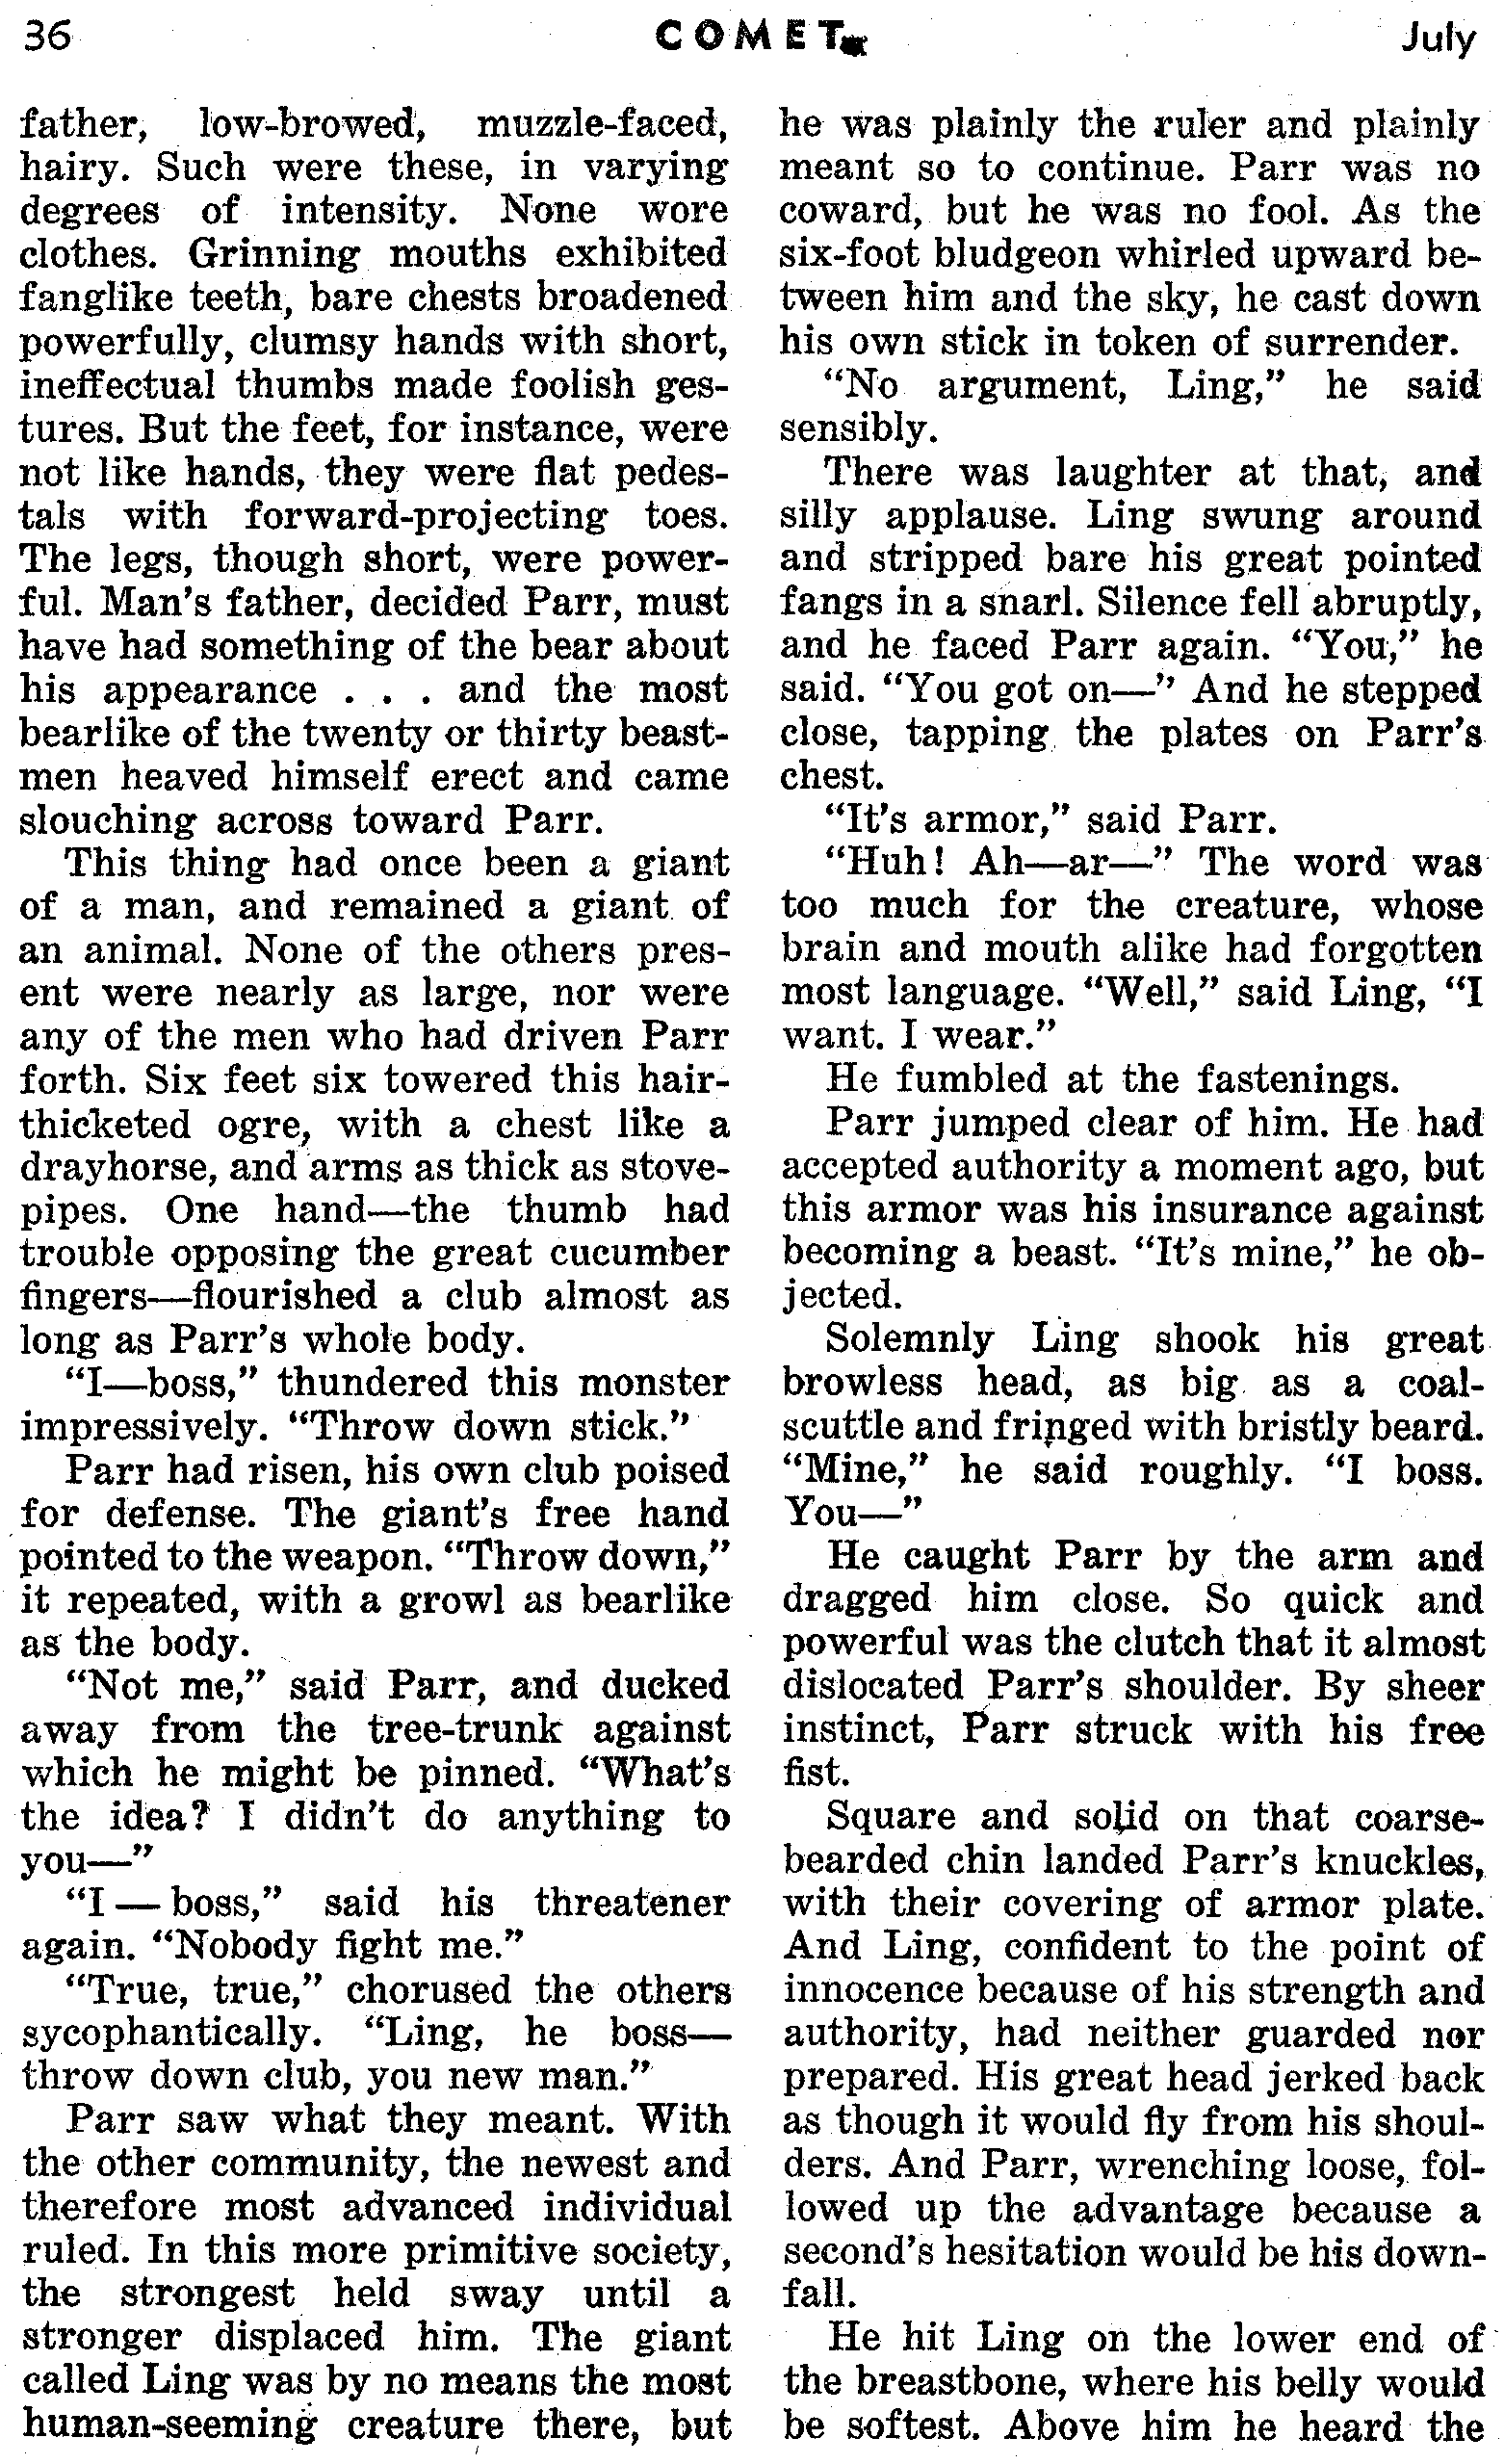 36 COMET July
father, low-browed, muzzle-faced,
hairy. Such were these, in varying
degrees of intensity. None wore
clothes. Grinning mouths exhibited
fanglike teeth, bare chests broadened
powerfully, clumsy hands with short,
ineffectual thumbs made foolish ges-
tures. But the feet, for instance, were
not like hands, they were flat pedes-
tals with forward-projecting toes.
The legs, though short, were power-
ful. Man's father, decided Parr, must
have had something of the bear about
his appearance . . . and the most
bearlike of the twenty or thirty beast-
men heaved himself erect and came
slouching across toward Parr.
This thing had once been a giant
of a man, and remained a giant of
an animal. None of the others pres-
ent were nearly as large, nor were
any of the men who had driven Parr
forth. Six feet six towered this hair-
thicketed ogre, with a chest like a
drayhorse, and arms as thick as stove-
pipes. One hand—the thumb had
trouble opposing the great cucumber
fingers—flourished a club almost as
long as Parr's whole body.
“I—boss,” thundered this monster
impressively. “Throw down stick.”
Parr had risen, his own club poised
for defense. The giant's free hand
pointed to the weapon. “Throw down,”
it repeated, with a growl as bearlike
as the body.
“Not me,” said Parr, and ducked
away from the tree-trunk against
which he might be pinned. “What's
the idea? I didn't do anything to
you—”
“I — boss,” said his threatener
again. “Nobody fight me.”
“True, true,” chorused the others
sycophantically. “Ling, he boss—
throw down club, you new man.”
Parr saw what they meant. With
the other community, the newest and
therefore most advanced individual
ruled. In this more primitive society,
the strongest held sway until a
stronger displaced him. The giant
called Ling was by no means the most
human-seeming creature there, but
he was plainly the ruler and plainly
meant so to continue. Parr was no
coward, but he was no fool. As the
six-foot bludgeon whirled upward be-
tween him and the sky, he cast down
his own stick in token of surrender.
“No argument, Ling,” he said
sensibly.
There was laughter at that, and
silly applause. Ling swung around
and stripped bare his great pointed
fangs in a snarl. Silence fell abruptly,
and he faced Parr again. “You,” he
said. “You got on—” And he stepped
close, tapping the plates on Parr's
chest.
“It's armor,” said Parr.
“Huh! Ah—ar—” The word was
too much for the creature, whose
brain and mouth alike had forgotten
most language. “Well,” said Ling, “I
want. I wear.”
He fumbled at the fastenings.
Parr jumped clear of him. He had
accepted authority a moment ago, but
this armor was his insurance against
becoming a beast. “It's mine,” he ob-
jected.
Solemnly Ling shook his great
browless head, as big as a coal-
scuttle and fringed with bristly beard.
“Mine,” he said roughly. “I boss.
You—”
He caught Parr by the arm and
dragged him close. So quick and
powerful was the clutch that it almost
dislocated Parr's shoulder. By sheer
instinct, Parr struck with his free
fist.
Square and solid on that coarse-
bearded chin landed Parr's knuckles,
with their covering of armor plate.
And Ling, confident to the point of
innocence because of his strength and
authority, had neither guarded nor
prepared. His great head jerked back
as though it would fly from his shoul-
ders. And Parr, wrenching loose, fol-
lowed up the advantage because a
second's hesitation would be his down-
fall.
He hit Ling on the lower end of
the breastbone, where his belly would
be softest. Above him he heard the